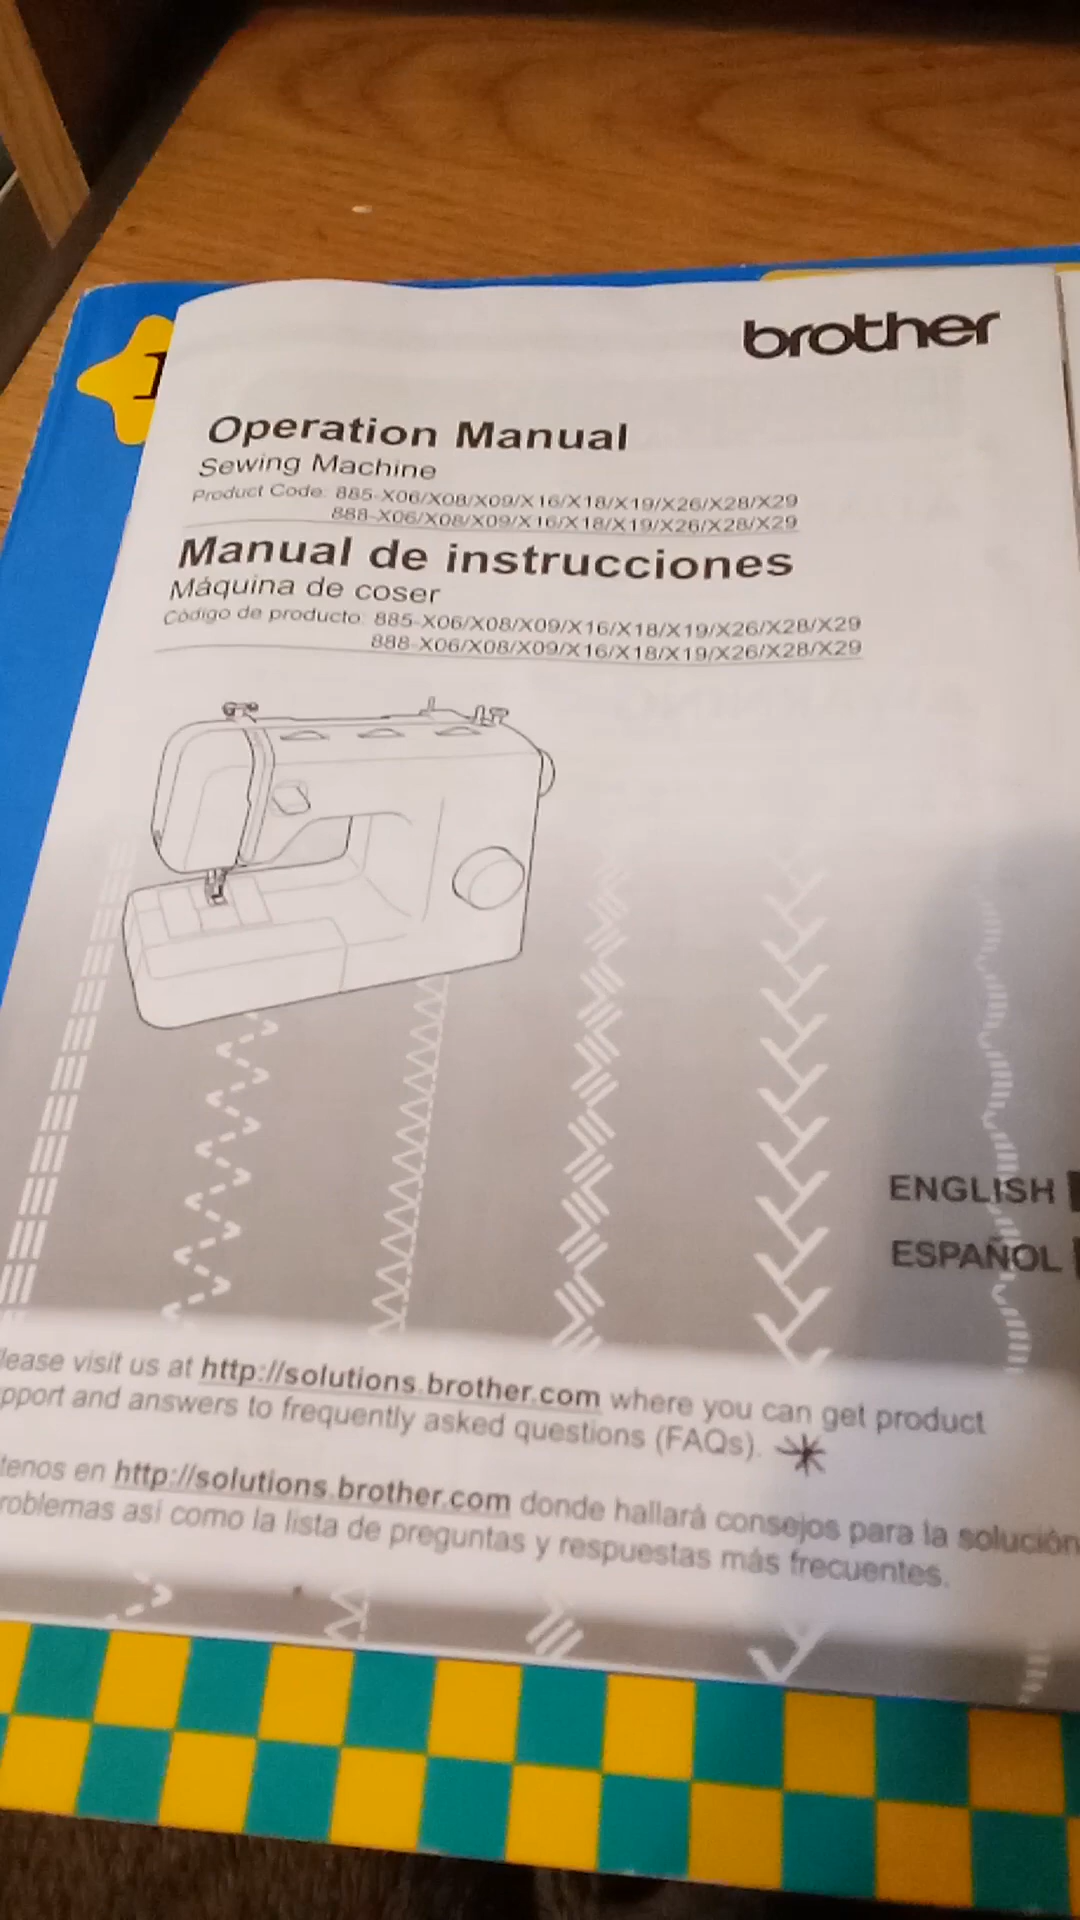 brother
Operation Manual
Sewing Machine
Product Code: 885-X06/X08/X09/X16/X18/X19/X26/X28/X29
888-X06/X08/X09/X16/X18/X19/X26/X28/X29
Manual de instrucciones
Máquina de coser
Código de producto: 885-X06/X08/X09/X16/X18/X19/X26/X28/X29
888-X06/X08/X09/X16/X18/X19/X26/X28/X29
ENGLISH
ESPAÑOL
lease visit us at http://solutions.brother.com where you can get product
pport and answers to frequently asked questions (FAQs).
tenos en http://solutions.brother.com donde hallará consejos para la solución
roblemas así como la lista de preguntas y respuestas más frecuentes.